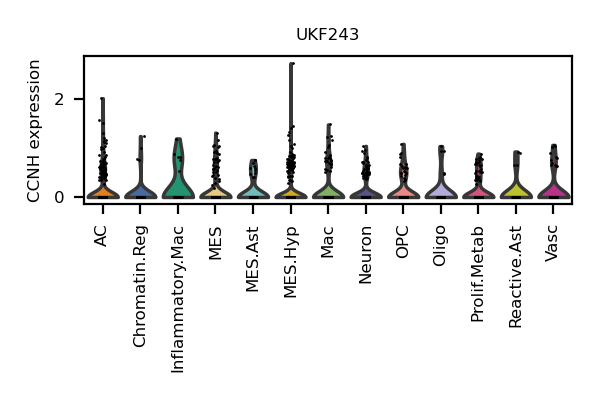 UKF243
CCNH expression
2
0
AC
Chromatin.Reg
Inflammatory.Mac
MES
MES.Ast
MES.Hyp
Mac
Neuron
OPC
Oligo
Prolif.Metab
Reactive.Ast
Vasc